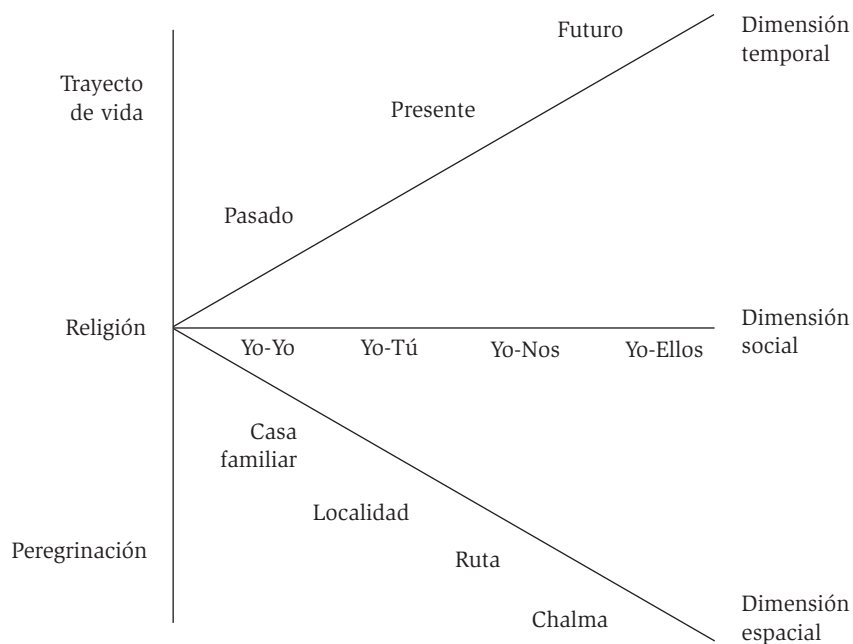 Futuro
Dimensión
temporal
Trayecto
de vida
Presente
Pasado
Religión
Dimensión
social
Yo-Yo
Yo-Tú
Yo-Nos
Yo-Ellos
Casa
familiar
Localidad
Peregrinación
Ruta
Chalma
Dimensión
espacial